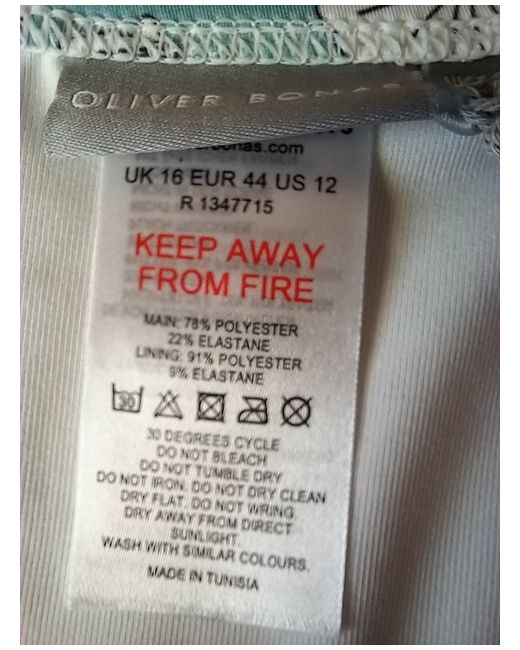 OLIVER BONAS
bonas.com
UK 16 EUR 44 US 12
R 1347715
KEEP AWAY
FROM FIRE
MAIN: 78% POLYESTER
22% ELASTANE
LINING: 91% POLYESTER
9% ELASTANE
30
30 DEGREES CYCLE
DO NOT BLEACH
DO NOT TUMBLE DRY
DO NOT IRON. DO NOT DRY CLEAN
DRY FLAT. DO NOT WRING.
DRY AWAY FROM DIRECT
SUNLIGHT.
WASH WITH SIMILAR COLOURS.
MADE IN TUNISIA